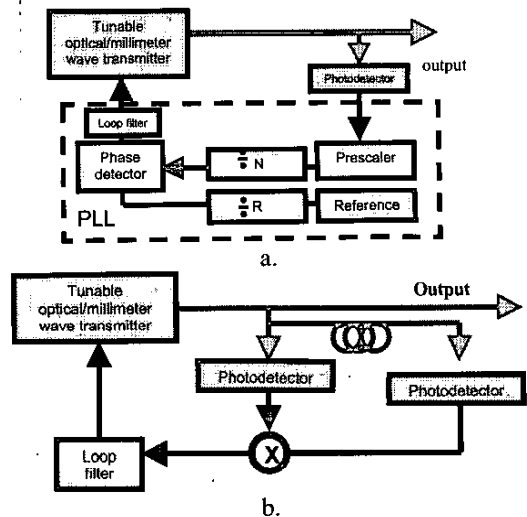 Tunable
optical/millimeter
wave transmitter
output
Photodetector
Loop filter
Phase
detector
÷ N
Prescaler
÷ R
Reference
PLL
a.
Tunable
optical/millimeter
wave transmitter
Output
Photodetector
Photodetector
Loop
filter
X
b.